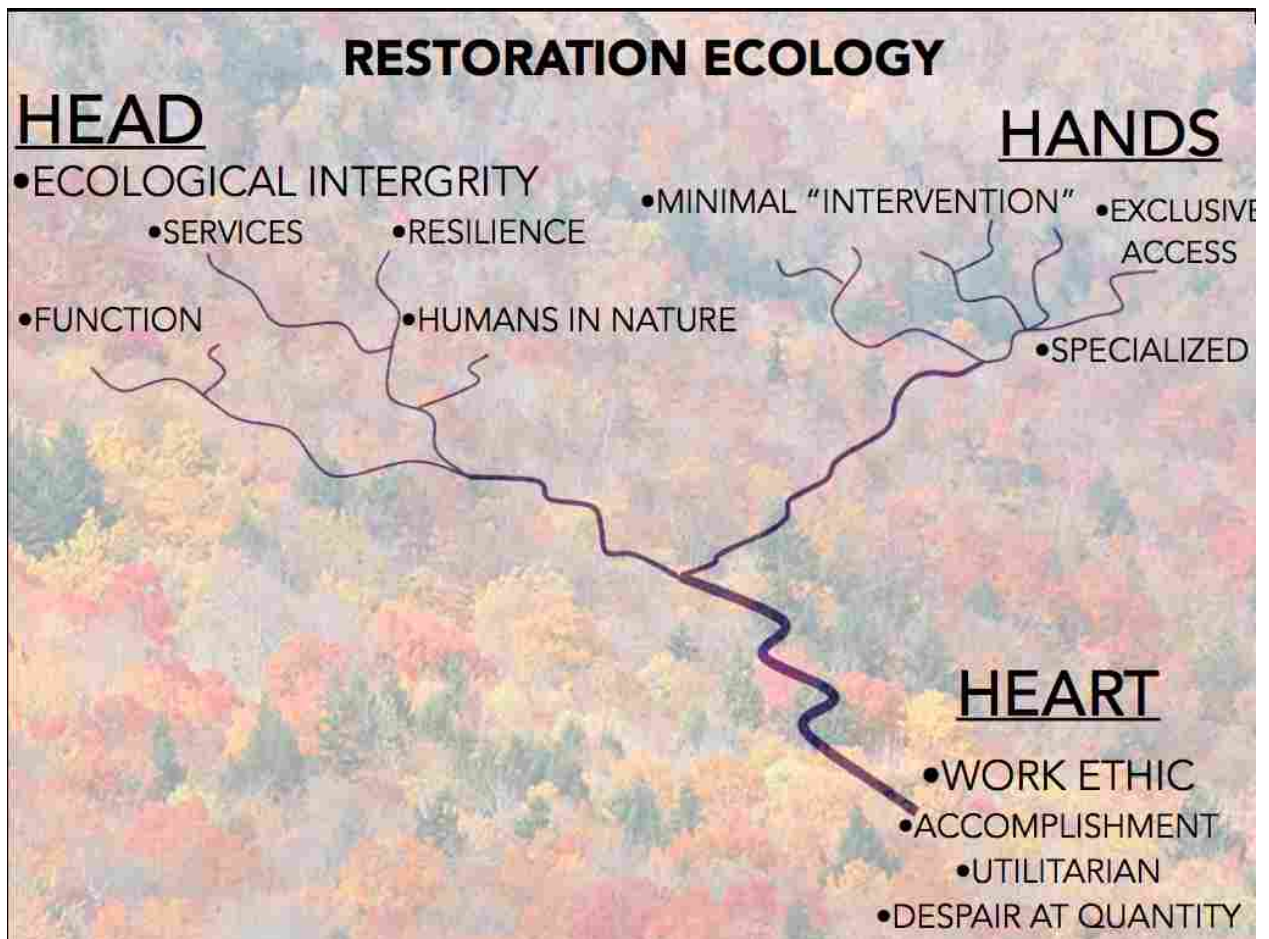 RESTORATION ECOLOGY
HEAD
•ECOLOGICAL INTERGRITY
•SERVICES
•RESILIENCE
•FUNCTION
•HUMANS IN NATURE
HANDS
•MINIMAL “INTERVENTION”
•EXCLUSIVE
ACCESS
•SPECIALIZED
HEART
•WORK ETHIC
•ACCOMPLISHMENT
•UTILITARIAN
•DESPAIR AT QUANTITY